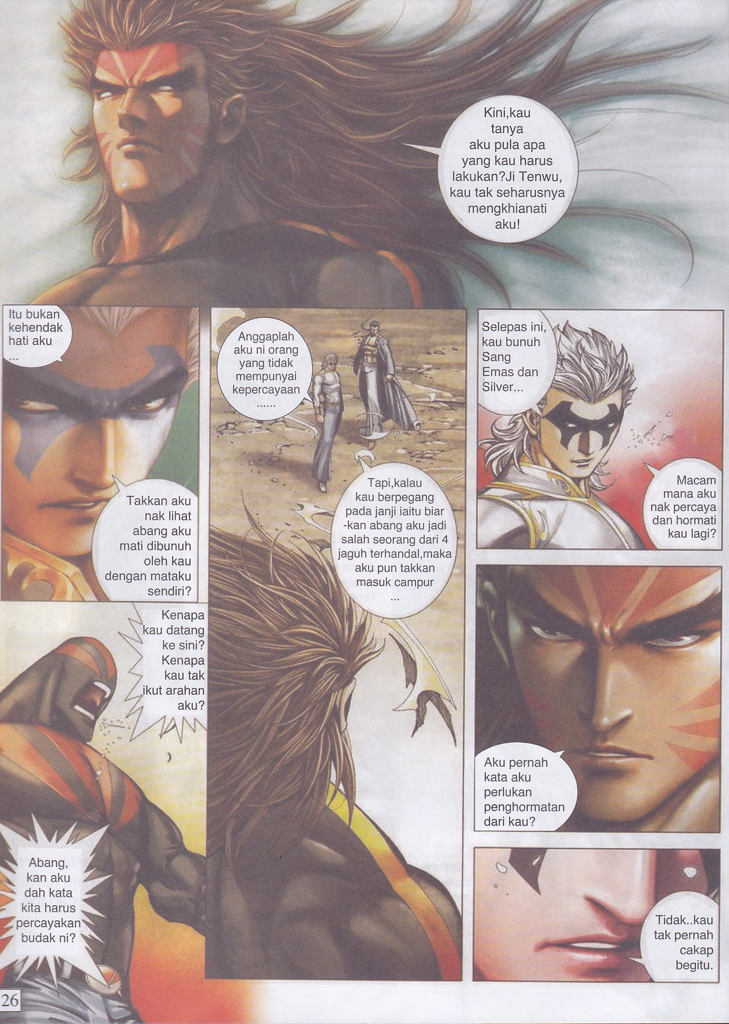 Kini,kau
tanya
aku pula apa
yang kau harus
lakukan?Ji Tenwu,
kau tak seharusnya
mengkhianati
aku!
Itu bukan
kehendak
hati aku
...
Takkan aku
nak lihat
abang aku
mati dibunuh
oleh kau
dengan mataku
sendiri?
Anggaplah
aku ni orang
yang tidak
mempunyai
kepercayaan
......
Tapi,kalau
kau berpegang
pada janji iaitu biar
-kan abang aku jadi
salah seorang dari 4
jaguh terhandal,maka
aku pun takkan
masuk campur
...
Selepas ini,
kau bunuh
Sang
Emas dan
Silver...
Macam
mana aku
nak percaya
dan hormati
kau lagi?
Kenapa
kau datang
ke sini?
Kenapa
kau tak
ikut arahan
aku?
Abang,
kan aku
dah kata
kita harus
percayakan
budak ni?
Aku pernah
kata aku
perlukan
penghormatan
dari kau?
Tidak..kau
tak pernah
cakap
begitu.
26